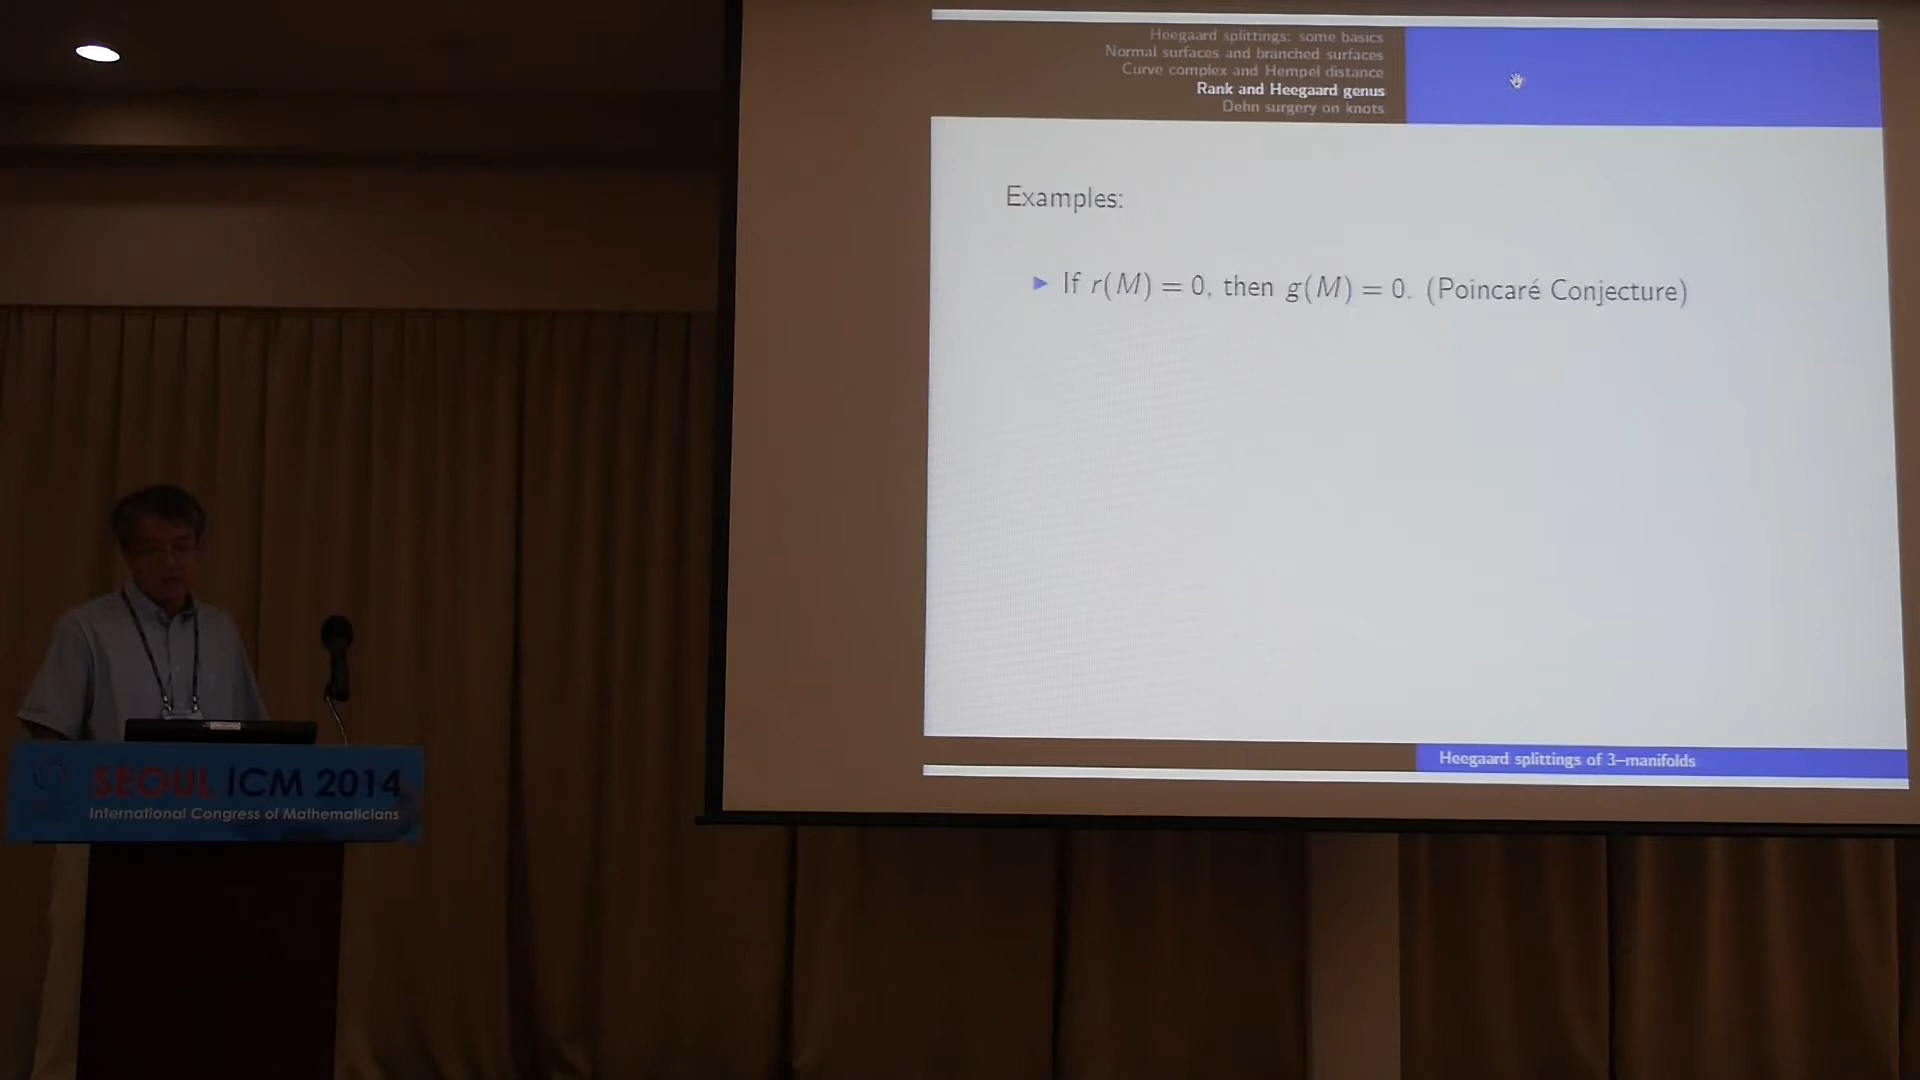 Heegaard splittings: some basics
Normal surfaces and branched surfaces
Curve complex and Hempel distance
Rank and Heegaard genus
Dehn surgery on knots
Examples:
▶ If r(M) = 0, then g(M) = 0. (Poincaré Conjecture)
Heegaard splittings of 3–manifolds
SEOUL ICM 2014
International Congress of Mathematicians